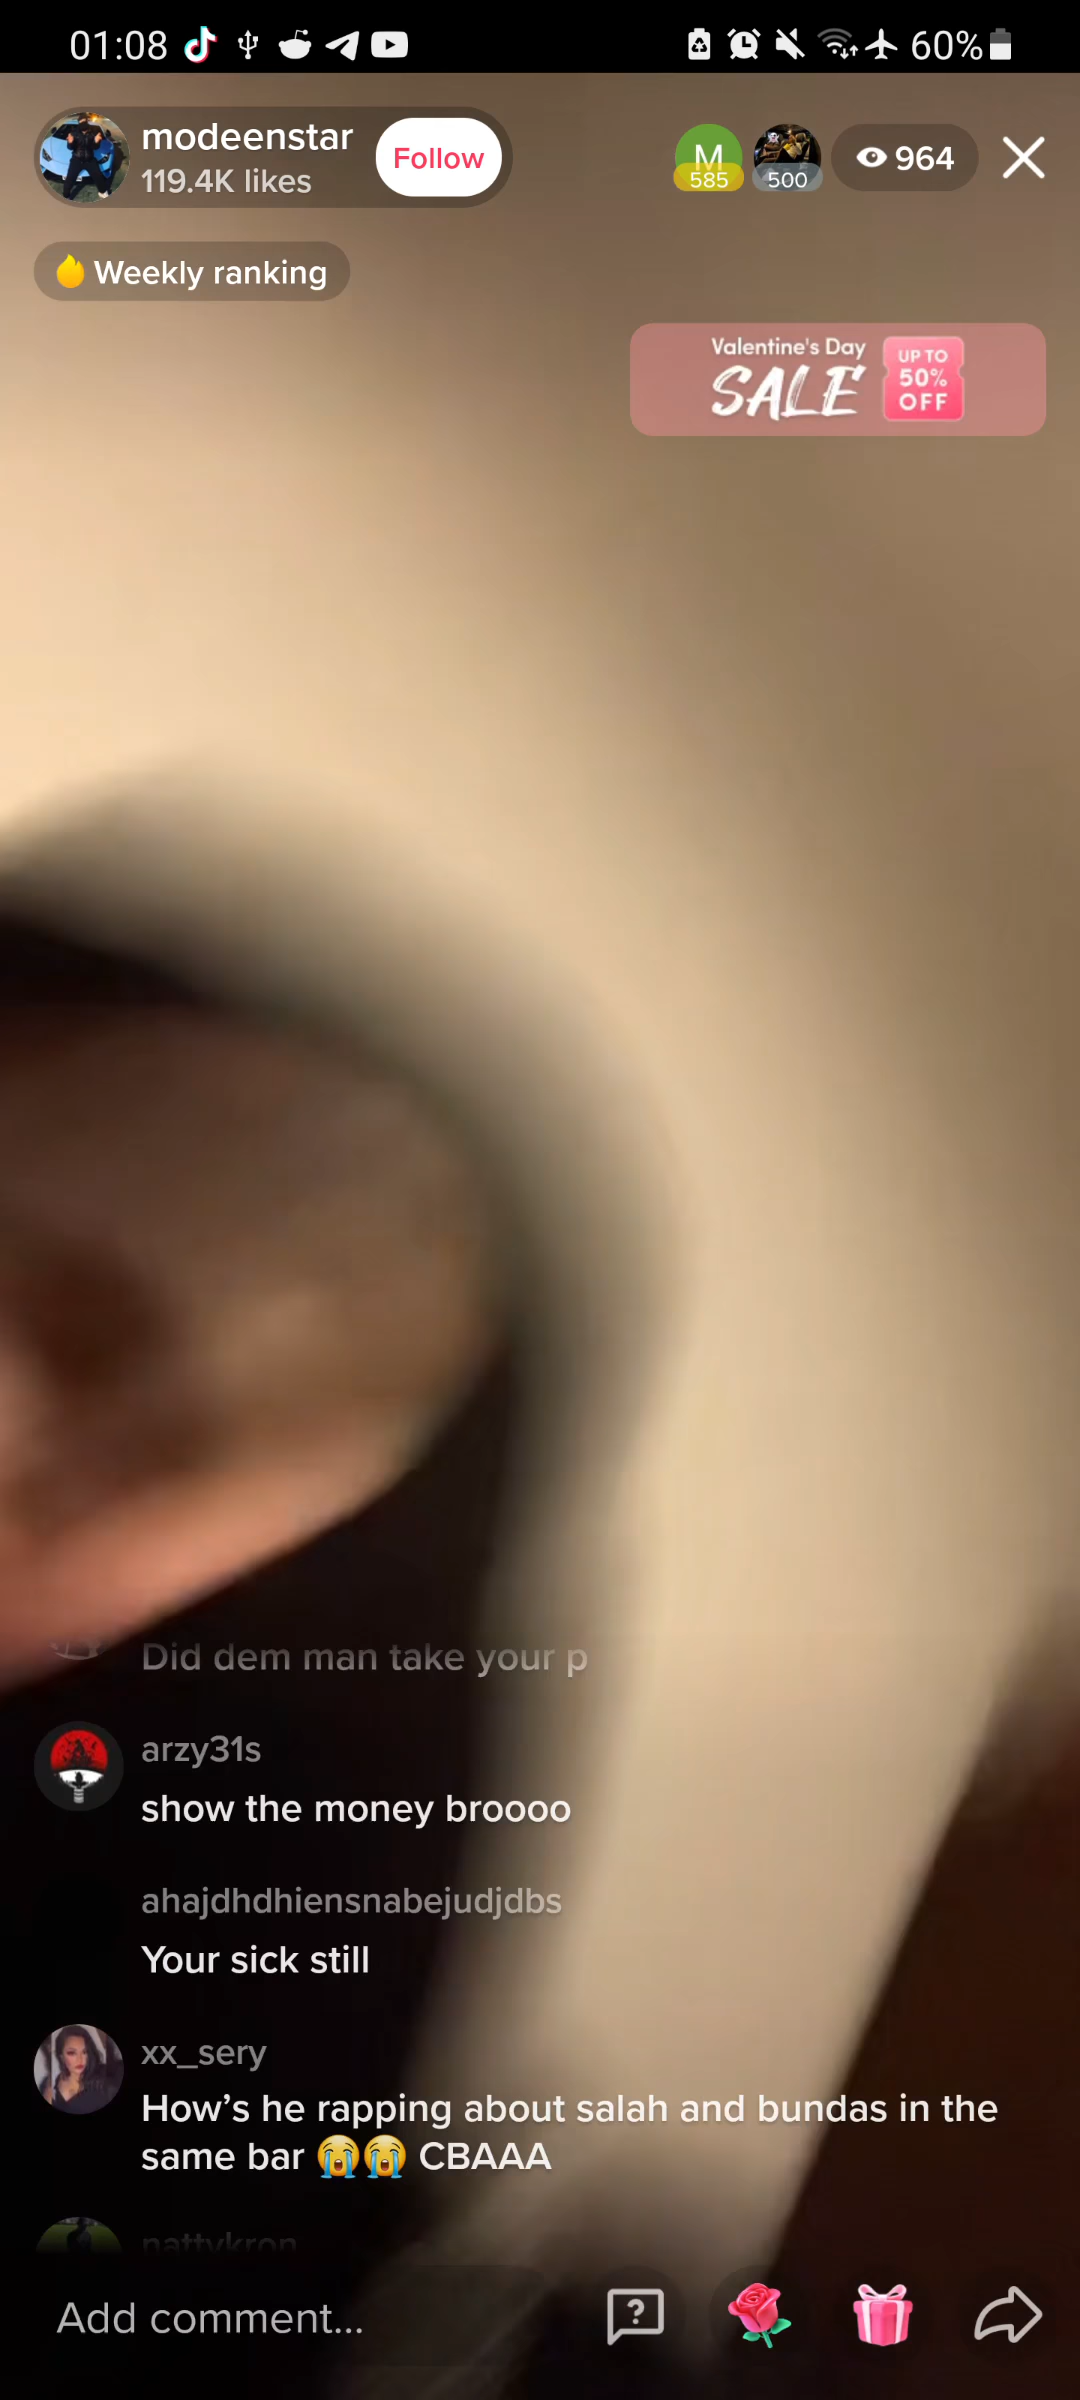 01:08
60%
modeenstar
119.4K likes
Follow
M
585
500
964
Weekly ranking
Valentine's Day
SALE
UP TO
50%
OFF
Did dem man take your p
arzy31s
show the money broooo
ahajdhdhiensnabejudjdbs
Your sick still
xx_sery
How’s he rapping about salah and bundas in the
same bar 😭😭 CBAAA
nattykron
Add comment...